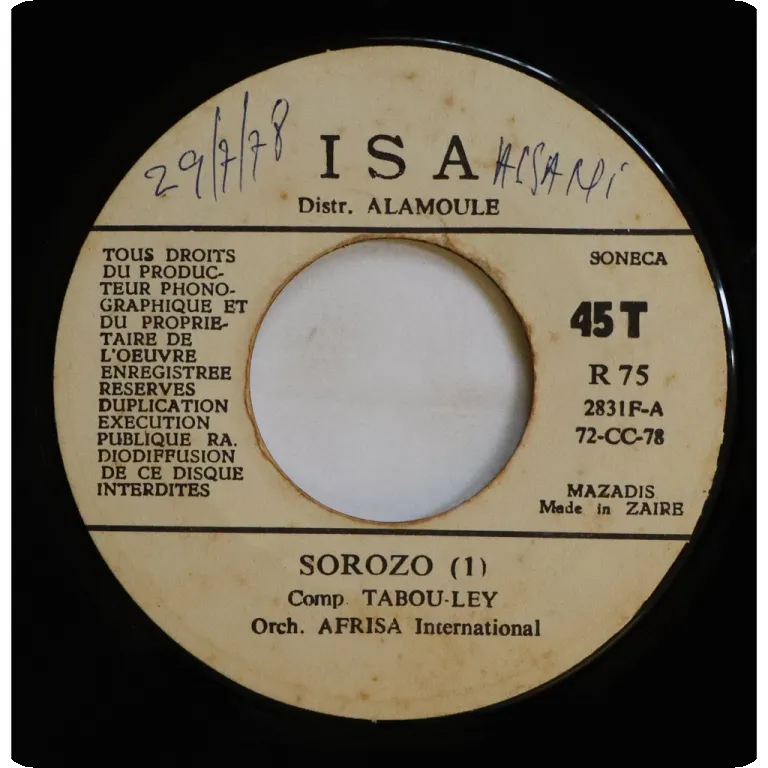 29/7/78
ISA
Distr. ALAMOULE
TOUS DROITS
DU PRODUC-
TEUR PHONO-
GRAPHIQUE ET
DU PROPRIE-
TAIRE DE
L'OEUVRE
ENREGISTREE
RESERVES
DUPLICATION
EXECUTION
PUBLIQUE RA.
DIODIFFUSION
DE CE DISQUE
INTERDITES
SONECA
45 T
R 75
2831F-A
72-CC-78
MAZADIS
Made in ZAIRE
SOROZO (1)
Comp TABOU-LEY
Orch. AFRISA International